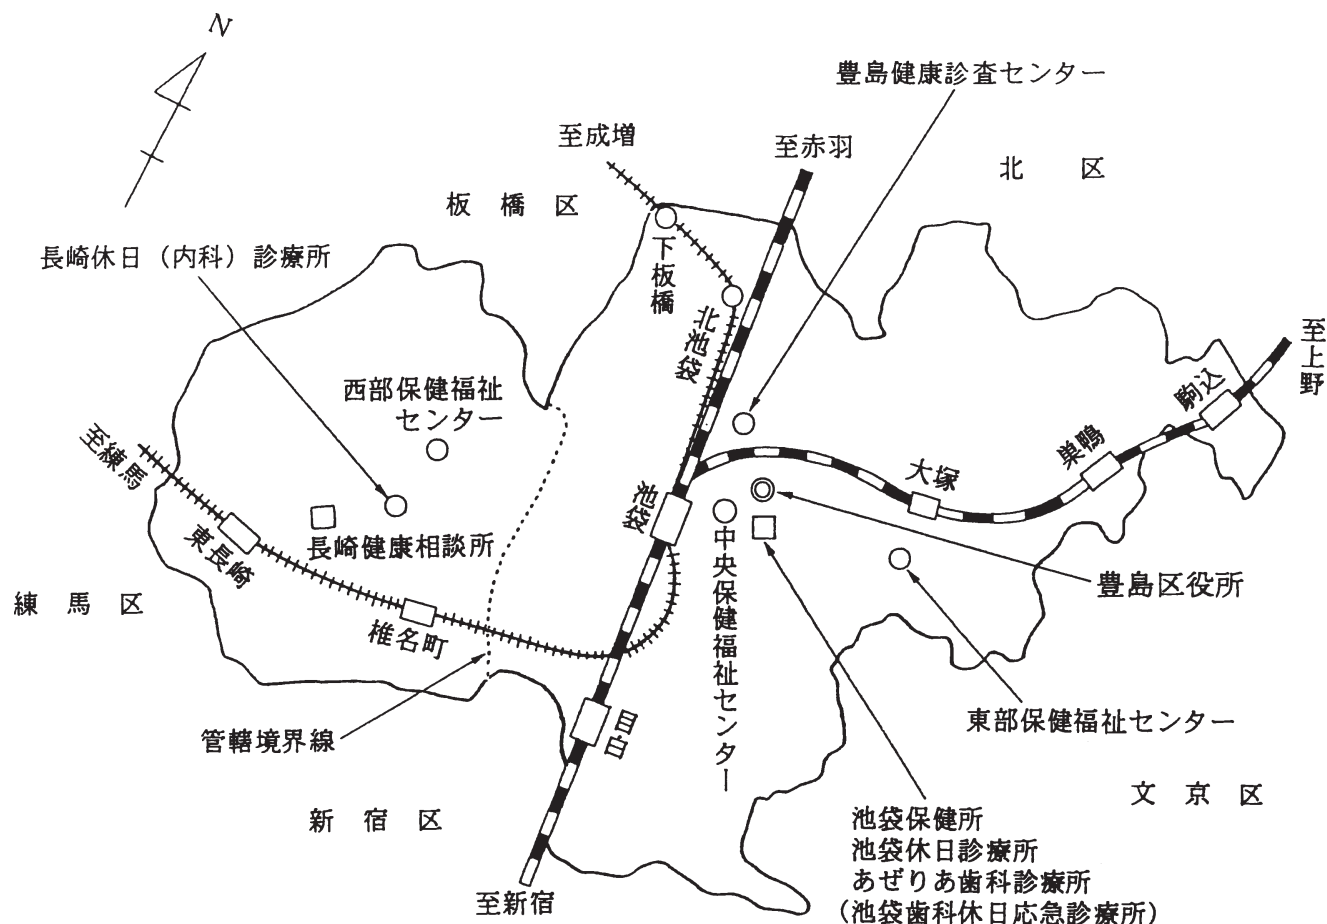 N
豊島健康診査センター
至成増
至赤羽
北区
板橋区
長崎休日（内科）診療所
下板橋
北池袋
至上野
駒込
西部保健福祉
センター
巣鴨
至練馬
大塚
池袋
東長崎
長崎健康相談所
中央保健福祉センター
豊島区役所
練馬区
椎名町
東部保健福祉センター
管轄境界線
目白
文京区
新宿区
池袋保健所
池袋休日診療所
あぜりあ歯科診療所
（池袋歯科休日応急診療所）
至新宿